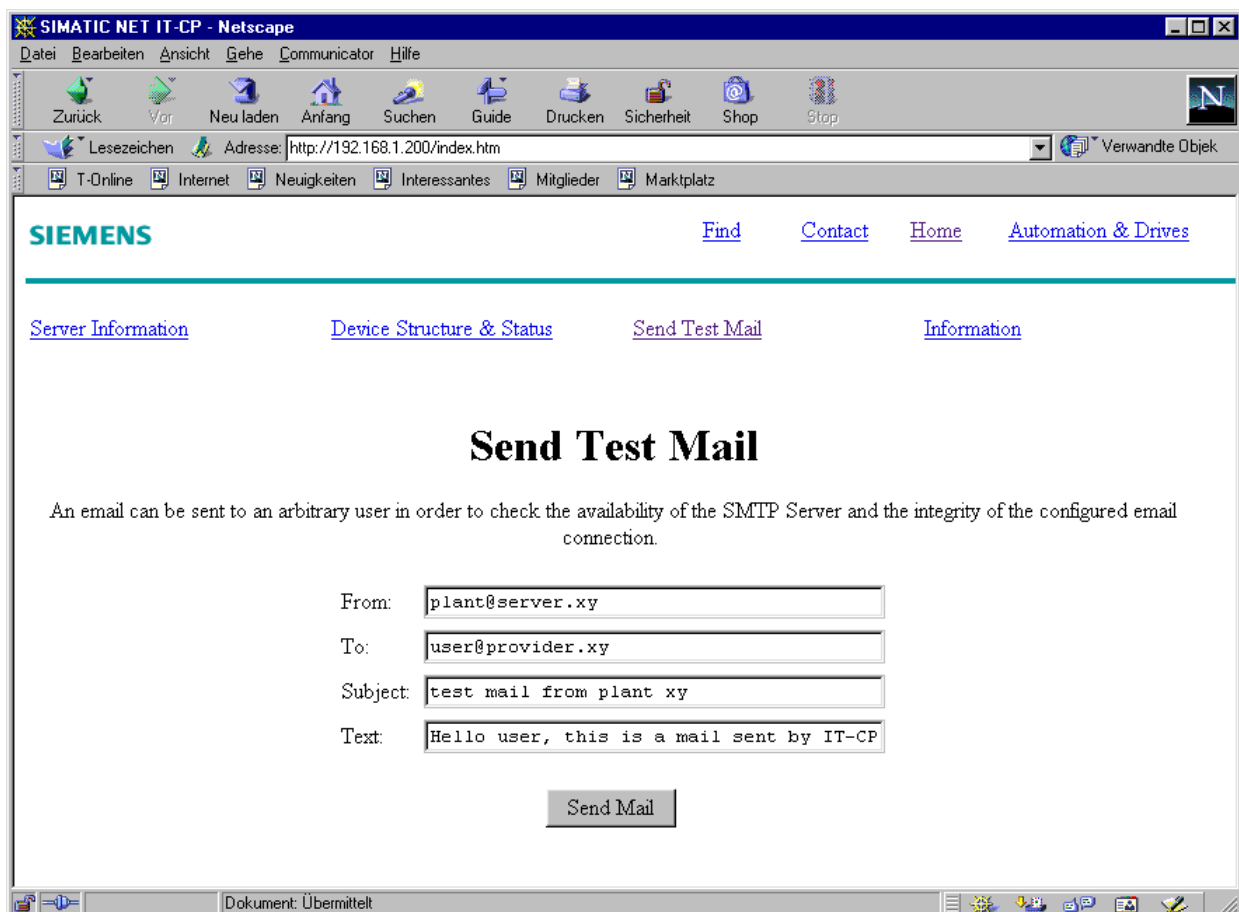 SIMATIC NET IT-CP - Netscape
Datei Bearbeiten Ansicht Gehe Communicator Hilfe
Zurück Vor Neu laden Anfang Suchen Guide Drucken Sicherheit Shop Stop
Lesezeichen Adresse: http://192.168.1.200/index.htm Verwandte Objek
T-Online Internet Neuigkeiten Interessantes Mitglieder Marktplatz
SIEMENS Find Contact Home Automation & Drives
Server Information Device Structure & Status Send Test Mail Information
Send Test Mail
An email can be sent to an arbitrary user in order to check the availability of the SMTP Server and the integrity of the configured email
connection.
From: plant@server.xy
To: user@provider.xy
Subject: test mail from plant xy
Text: Hello user, this is a mail sent by IT-CP
Send Mail
Dokument: Übermittelt